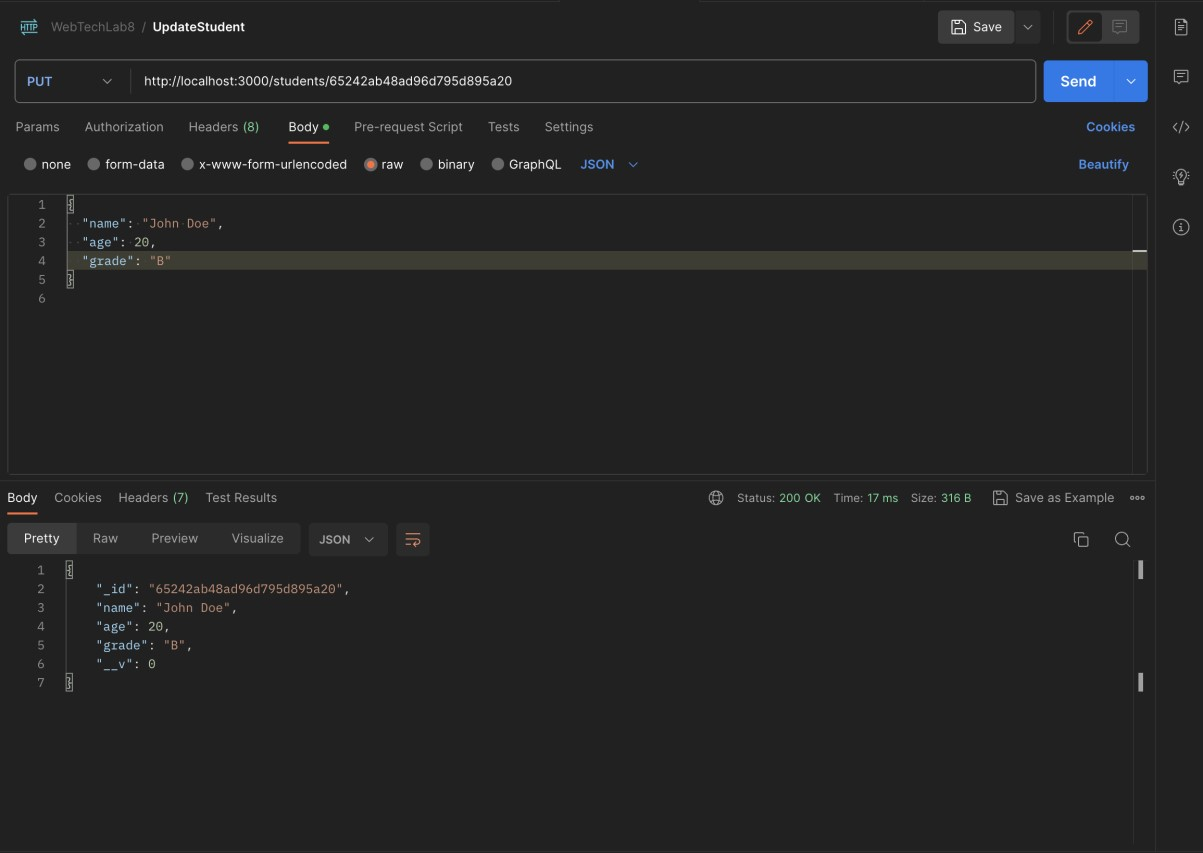 HTTP WebTechLab8 / UpdateStudent Save
PUT http://localhost:3000/students/65242ab48ad96d795d895a20 Send
Params Authorization Headers (8) Body Pre-request Script Tests Settings Cookies
none form-data x-www-form-urlencoded raw binary GraphQL JSON Beautify
1 {
2 "name": "John Doe",
3 "age": 20,
4 "grade": "B"
5 }
6
Body Cookies Headers (7) Test Results Status: 200 OK Time: 17 ms Size: 316 B Save as Example
Pretty Raw Preview Visualize JSON
1 {
2 "_id": "65242ab48ad96d795d895a20",
3 "name": "John Doe",
4 "age": 20,
5 "grade": "B",
6 "__v": 0
7 }